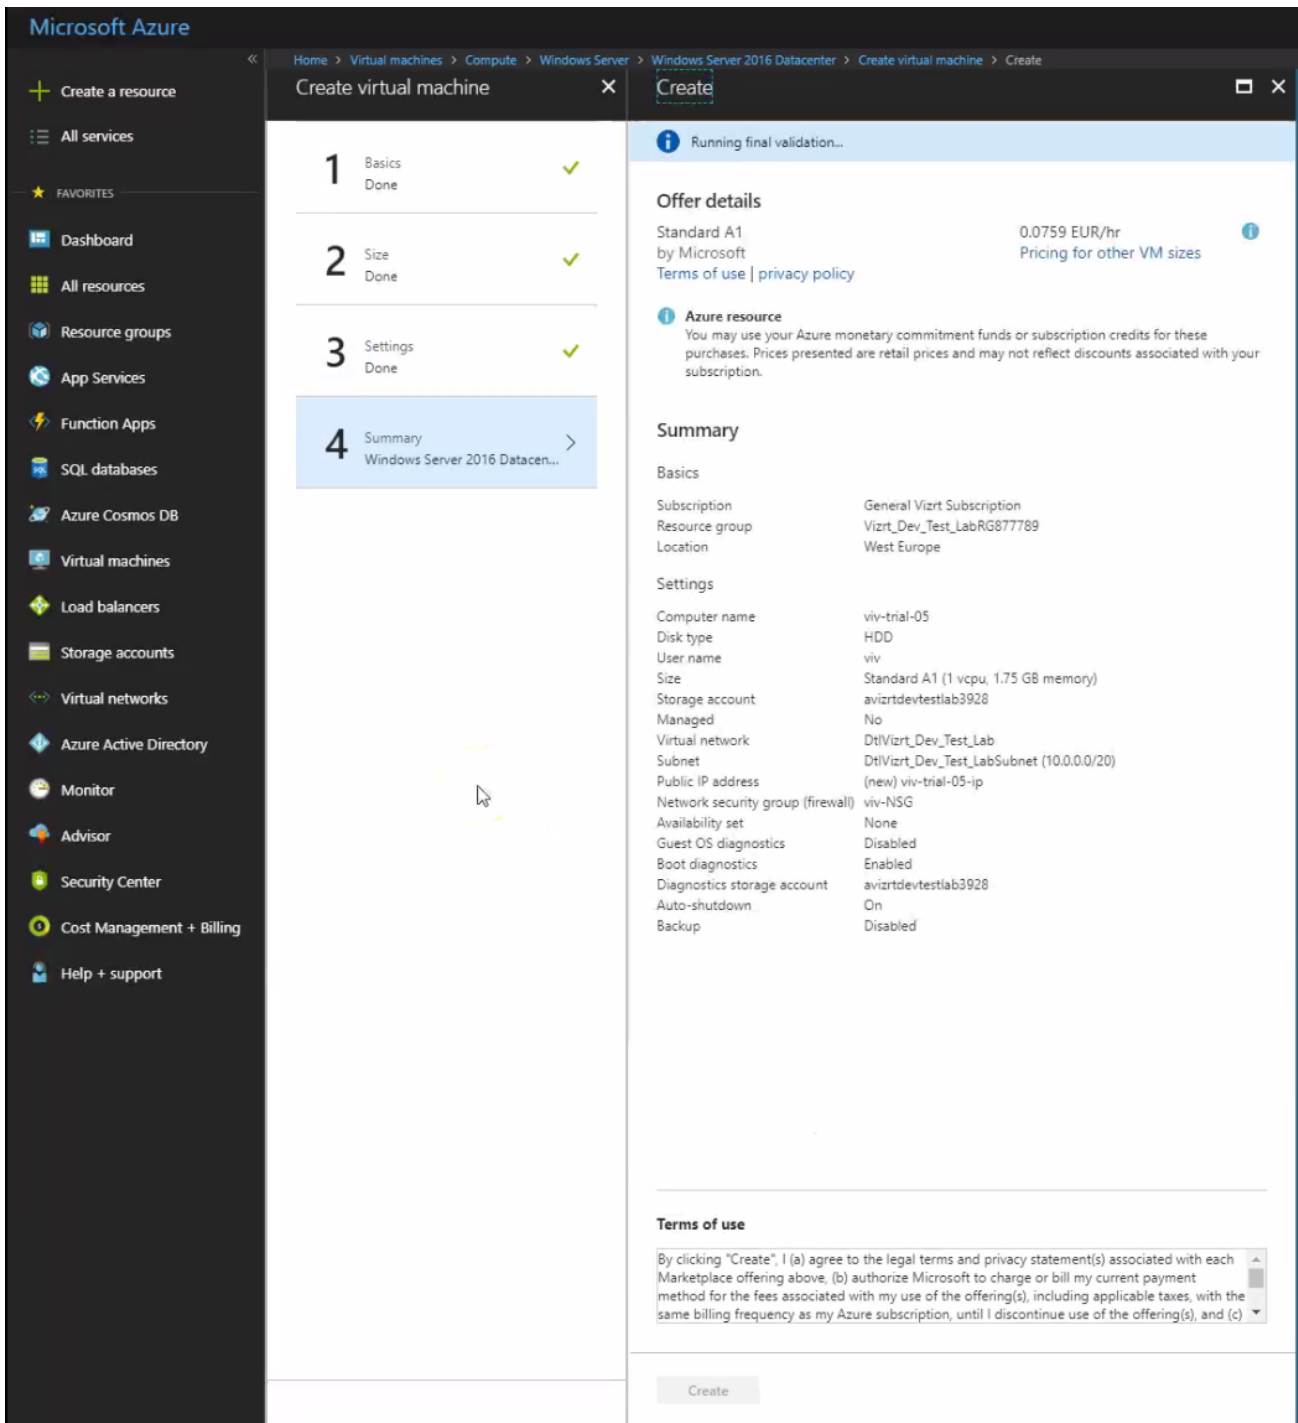 Microsoft Azure
«
Create a resource
All services
FAVORITES
Dashboard
All resources
Resource groups
App Services
Function Apps
SQL databases
Azure Cosmos DB
Virtual machines
Load balancers
Storage accounts
Virtual networks
Azure Active Directory
Monitor
Advisor
Security Center
Cost Management + Billing
Help + support
Home > Virtual machines > Compute > Windows Server > Windows Server 2016 Datacenter > Create virtual machine > Create
Create virtual machine
1 Basics
Done
2 Size
Done
3 Settings
Done
4 Summary
Windows Server 2016 Datacen...
Create
Running final validation...
Offer details
Standard A1 0.0759 EUR/hr
by Microsoft Pricing for other VM sizes
Terms of use | privacy policy
Azure resource
You may use your Azure monetary commitment funds or subscription credits for these
purchases. Prices presented are retail prices and may not reflect discounts associated with your
subscription.
Summary
Basics
Subscription General Vizrt Subscription
Resource group Vizrt_Dev_Test_LabRG877789
Location West Europe
Settings
Computer name viv-trial-05
Disk type HDD
User name viv
Size Standard A1 (1 vcpu, 1.75 GB memory)
Storage account avizrtdevtestlab3928
Managed No
Virtual network DtlVizrt_Dev_Test_Lab
Subnet DtlVizrt_Dev_Test_LabSubnet (10.0.0.0/20)
Public IP address (new) viv-trial-05-ip
Network security group (firewall) viv-NSG
Availability set None
Guest OS diagnostics Disabled
Boot diagnostics Enabled
Diagnostics storage account avizrtdevtestlab3928
Auto-shutdown On
Backup Disabled
Terms of use
By clicking "Create", I (a) agree to the legal terms and privacy statement(s) associated with each
Marketplace offering above, (b) authorize Microsoft to charge or bill my current payment
method for the fees associated with my use of the offering(s), including applicable taxes, with the
same billing frequency as my Azure subscription, until I discontinue use of the offering(s), and (c)
Create